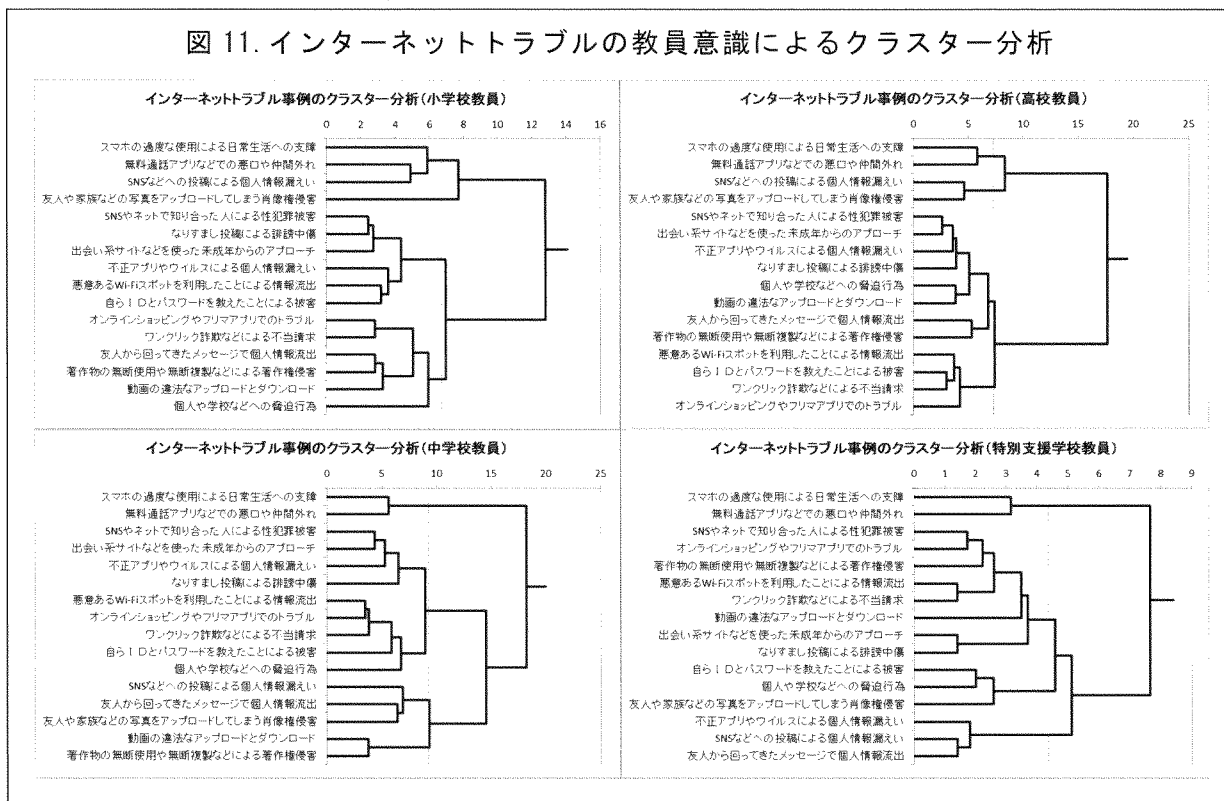 図 11. インターネットトラブルの教員意識によるクラスター分析
インターネットトラブル事例のクラスター分析(小学校教員)
0 2 4 6 8 10 12 14 16
スマホの過度な使用による日常生活への支障
無料通話アプリなどでの悪口や仲間外れ
SNSなどへの投稿による個人情報漏えい
友人や家族などの写真をアップロードしてしまう肖像権侵害
SNSやネットで知り合った人による性犯罪被害
なりすまし投稿による誹謗中傷
出会い系サイトなどを使った未成年からのアプローチ
不正アプリやウイルスによる個人情報漏えい
悪意あるWi-Fiスポットを利用したことによる情報流出
自らIDとパスワードを教えたことによる被害
オンラインショッピングやフリマアプリでのトラブル
ワンクリック詐欺などによる不当請求
友人から回ってきたメッセージで個人情報流出
著作物の無断使用や無断複製などによる著作権侵害
動画の違法なアップロードとダウンロード
個人や学校などへの脅迫行為
インターネットトラブル事例のクラスター分析(高校教員)
0 5 10 15 20 25
スマホの過度な使用による日常生活への支障
無料通話アプリなどでの悪口や仲間外れ
SNSなどへの投稿による個人情報漏えい
友人や家族などの写真をアップロードしてしまう肖像権侵害
SNSやネットで知り合った人による性犯罪被害
出会い系サイトなどを使った未成年からのアプローチ
不正アプリやウイルスによる個人情報漏えい
なりすまし投稿による誹謗中傷
個人や学校などへの脅迫行為
動画の違法なアップロードとダウンロード
友人から回ってきたメッセージで個人情報流出
著作物の無断使用や無断複製などによる著作権侵害
悪意あるWi-Fiスポットを利用したことによる情報流出
自らIDとパスワードを教えたことによる被害
ワンクリック詐欺などによる不当請求
オンラインショッピングやフリマアプリでのトラブル
インターネットトラブル事例のクラスター分析(中学校教員)
0 5 10 15 20 25
スマホの過度な使用による日常生活への支障
無料通話アプリなどでの悪口や仲間外れ
SNSやネットで知り合った人による性犯罪被害
出会い系サイトなどを使った未成年からのアプローチ
不正アプリやウイルスによる個人情報漏えい
なりすまし投稿による誹謗中傷
悪意あるWi-Fiスポットを利用したことによる情報流出
オンラインショッピングやフリマアプリでのトラブル
ワンクリック詐欺などによる不当請求
自らIDとパスワードを教えたことによる被害
個人や学校などへの脅迫行為
SNSなどへの投稿による個人情報漏えい
友人から回ってきたメッセージで個人情報流出
友人や家族などの写真をアップロードしてしまう肖像権侵害
動画の違法なアップロードとダウンロード
著作物の無断使用や無断複製などによる著作権侵害
インターネットトラブル事例のクラスター分析(特別支援学校教員)
0 1 2 3 4 5 6 7 8 9
スマホの過度な使用による日常生活への支障
無料通話アプリなどでの悪口や仲間外れ
SNSやネットで知り合った人による性犯罪被害
オンラインショッピングやフリマアプリでのトラブル
著作物の無断使用や無断複製などによる著作権侵害
悪意あるWi-Fiスポットを利用したことによる情報流出
ワンクリック詐欺などによる不当請求
動画の違法なアップロードとダウンロード
出会い系サイトなどを使った未成年からのアプローチ
なりすまし投稿による誹謗中傷
自らIDとパスワードを教えたことによる被害
個人や学校などへの脅迫行為
友人や家族などの写真をアップロードしてしまう肖像権侵害
不正アプリやウイルスによる個人情報漏えい
SNSなどへの投稿による個人情報漏えい
友人から回ってきたメッセージで個人情報流出